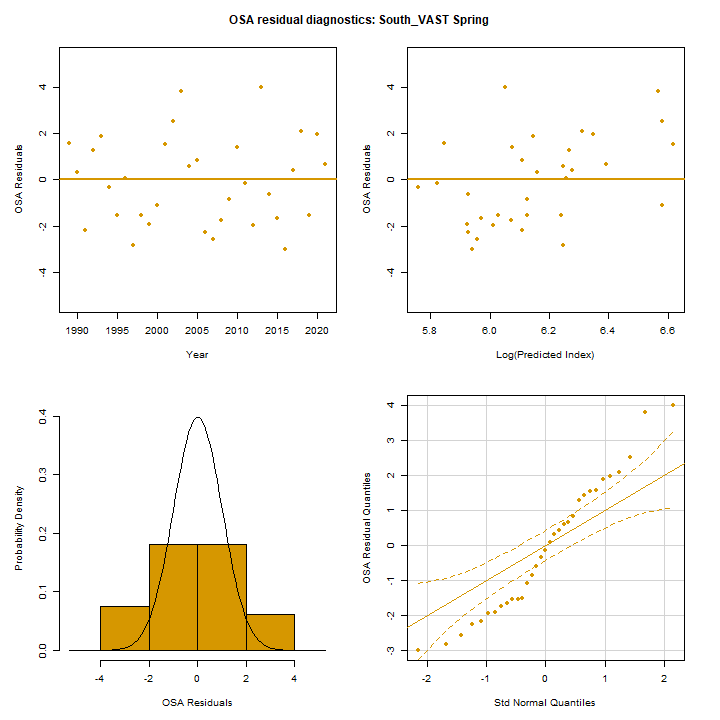 OSA residual diagnostics: South_VAST Spring
OSA Residuals
4
2
0
-2
-4
1990 1995 2000 2005 2010 2015 2020
Year
OSA Residuals
4
2
0
-2
-4
5.8 6.0 6.2 6.4 6.6
Log(Predicted Index)
Probability Density
0.4
0.3
0.2
0.1
0.0
-4 -2 0 2 4
OSA Residuals
OSA Residual Quantiles
4
3
2
1
0
-1
-2
-3
-2 -1 0 1 2
Std Normal Quantiles